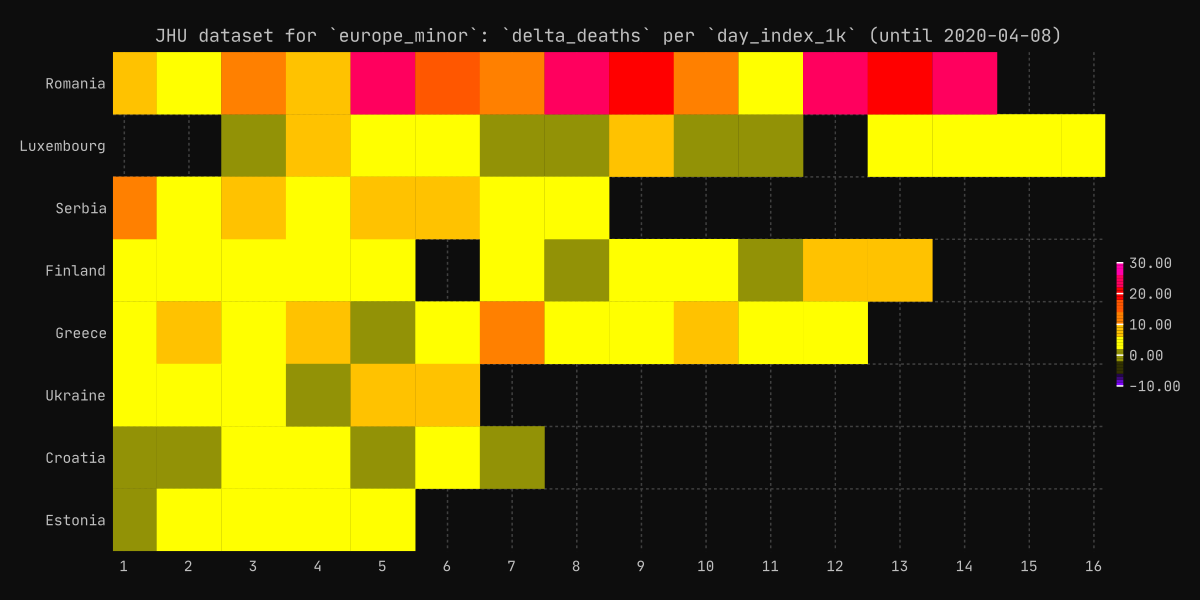 JHU dataset for `europe_minor`: `delta_deaths` per `day_index_1k` (until 2020-04-08)
Romania
Luxembourg
Serbia
Finland
Greece
Ukraine
Croatia
Estonia
30.00
20.00
10.00
0.00
-10.00
1 2 3 4 5 6 7 8 9 10 11 12 13 14 15 16